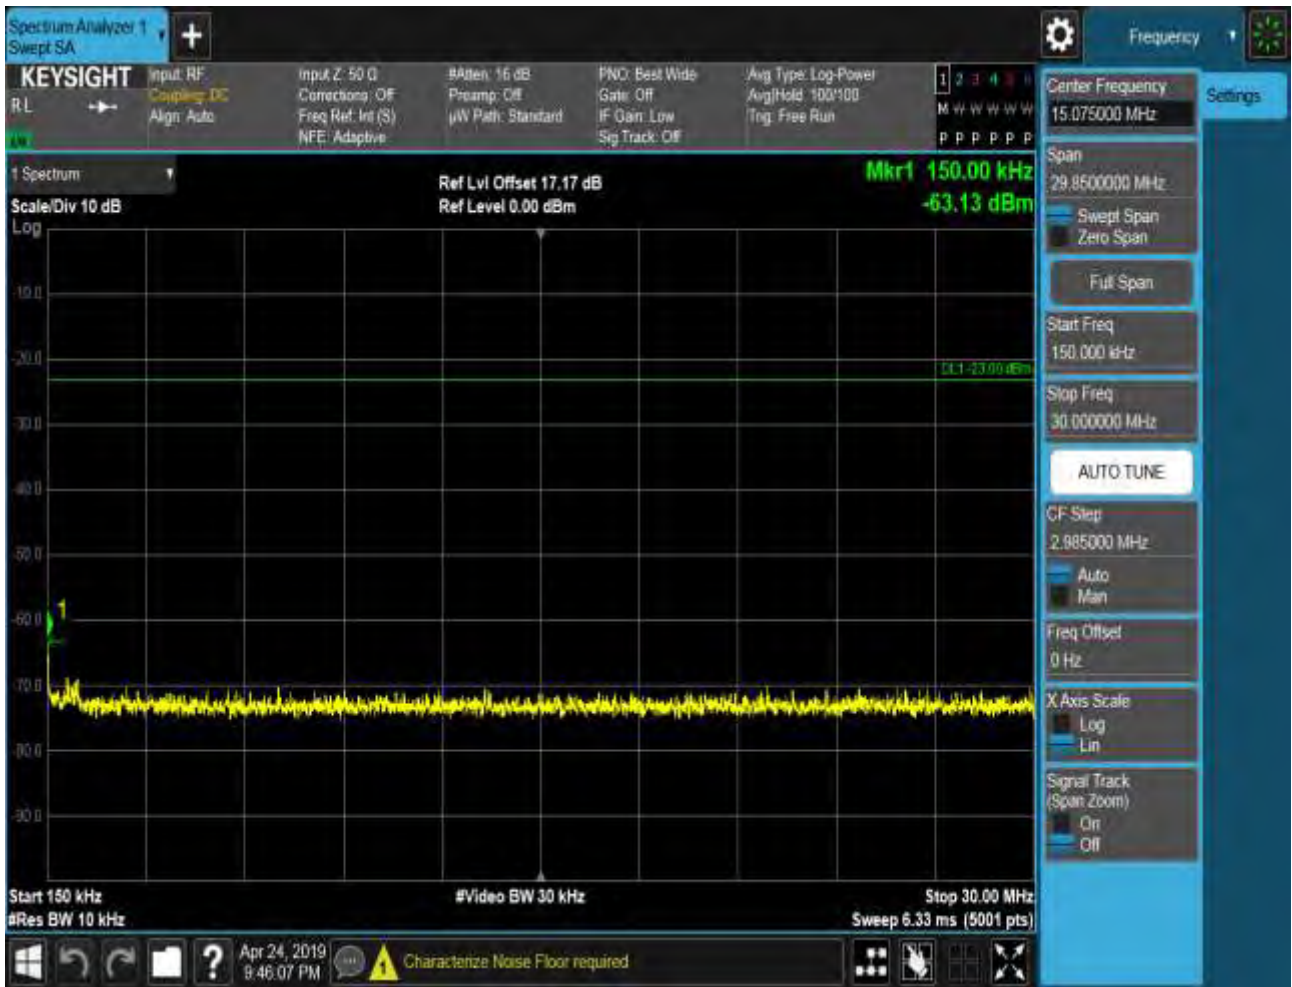 Spectrum Analyzer 1
Swept SA
Frequency
KEYSIGHT
R L
Input: RF
Coupling: DC
Align: Auto
Input Z: 50 Ω
Corrections: Off
Freq Ref: Int (S)
NFE: Adaptive
#Atten: 16 dB
Preamp: Off
µW Path: Standard
PNO: Best Wide
Gate: Off
IF Gain: Low
Sig Track: Off
Avg Type: Log-Power
Avg|Hold: 100/100
Trig: Free Run
1 2 3 4 5 6
M W W W W W
P P P P P P
1 Spectrum
Scale/Div 10 dB
Log
Ref Lvl Offset 17.17 dB
Ref Level 0.00 dBm
Mkr1 150.00 kHz
-63.13 dBm
-10.0
-20.0
DL1 -23.00 dBm
-30.0
-40.0
-50.0
-60.0
1
-70.0
-80.0
-90.0
Start 150 kHz
#Video BW 30 kHz
Stop 30.00 MHz
#Res BW 10 kHz
Sweep 6.33 ms (5001 pts)
Center Frequency
15.075000 MHz
Settings
Span
29.8500000 MHz
Swept Span
Zero Span
Full Span
Start Freq
150.000 kHz
Stop Freq
30.000000 MHz
AUTO TUNE
CF Step
2.985000 MHz
Auto
Man
Freq Offset
0 Hz
X Axis Scale
Log
Lin
Signal Track
(Span Zoom)
On
Off
?
Apr 24, 2019
9:46:07 PM
1
Characterize Noise Floor required